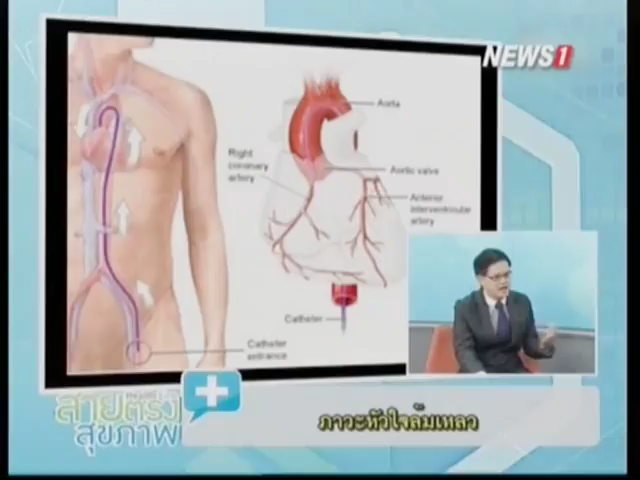 NEWS1
Aorta
Right
coronary
artery
Aortic valve
Anterior
interventricular
artery
Catheter
Catheter
entrance
สายตรง
สุขภาพ
ภาวะหัวใจล้มเหลว